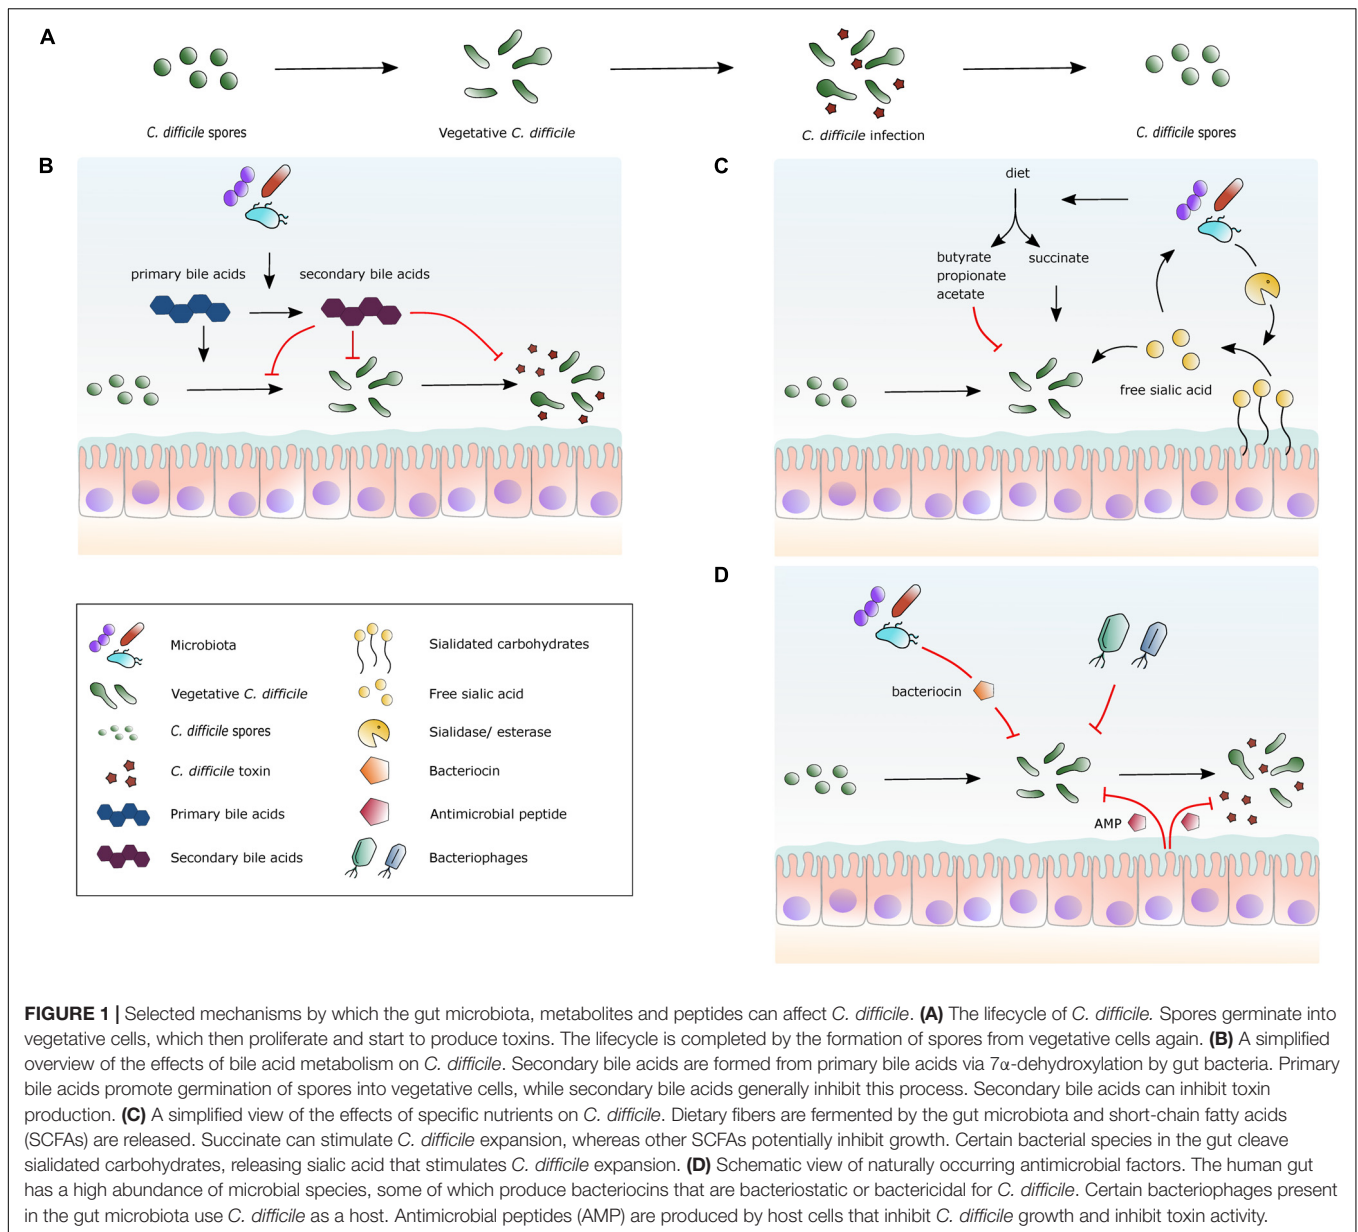 A
C. difficile spores
Vegetative C. difficile
C. difficile infection
C. difficile spores
B
primary bile acids
secondary bile acids
C
diet
butyrate
propionate
acetate
succinate
free sialic acid
D
bacteriocin
AMP
Microbiota
Vegetative C. difficile
C. difficile spores
C. difficile toxin
Primary bile acids
Secondary bile acids
Sialidated carbohydrates
Free sialic acid
Sialidase/ esterase
Bacteriocin
Antimicrobial peptide
Bacteriophages
FIGURE 1 | Selected mechanisms by which the gut microbiota, metabolites and peptides can affect C. difficile. (A) The lifecycle of C. difficile. Spores germinate into
vegetative cells, which then proliferate and start to produce toxins. The lifecycle is completed by the formation of spores from vegetative cells again. (B) A simplified
overview of the effects of bile acid metabolism on C. difficile. Secondary bile acids are formed from primary bile acids via 7α-dehydroxylation by gut bacteria. Primary
bile acids promote germination of spores into vegetative cells, while secondary bile acids generally inhibit this process. Secondary bile acids can inhibit toxin
production. (C) A simplified view of the effects of specific nutrients on C. difficile. Dietary fibers are fermented by the gut microbiota and short-chain fatty acids
(SCFAs) are released. Succinate can stimulate C. difficile expansion, whereas other SCFAs potentially inhibit growth. Certain bacterial species in the gut cleave
sialidated carbohydrates, releasing sialic acid that stimulates C. difficile expansion. (D) Schematic view of naturally occurring antimicrobial factors. The human gut
has a high abundance of microbial species, some of which produce bacteriocins that are bacteriostatic or bactericidal for C. difficile. Certain bacteriophages present
in the gut microbiota use C. difficile as a host. Antimicrobial peptides (AMP) are produced by host cells that inhibit C. difficile growth and inhibit toxin activity.